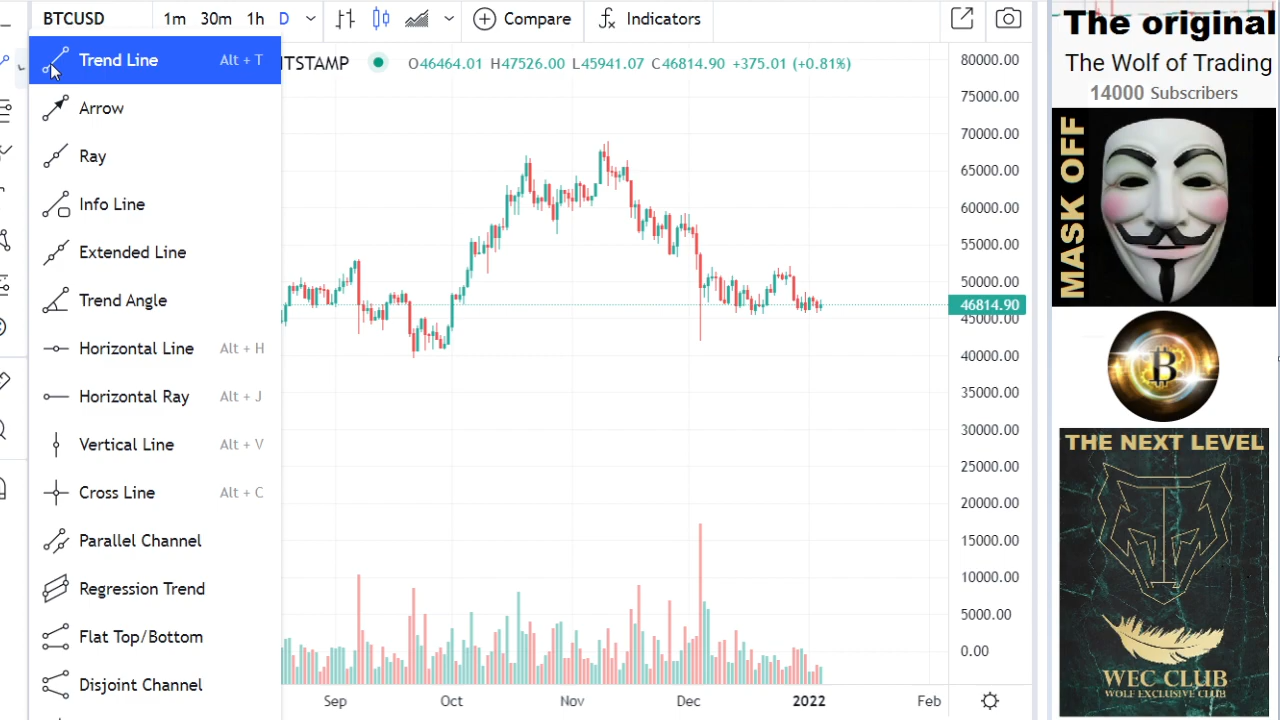 BTCUSD 1m 30m 1h D Compare Indicators
Trend Line Alt + T
Arrow
Ray
Info Line
Extended Line
Trend Angle
Horizontal Line Alt + H
Horizontal Ray Alt + J
Vertical Line Alt + V
Cross Line Alt + C
Parallel Channel
Regression Trend
Flat Top/Bottom
Disjoint Channel
TSTAMP O46464.01 H47526.00 L45941.07 C46814.90 +375.01 (+0.81%)
80000.00
75000.00
70000.00
65000.00
60000.00
55000.00
50000.00
46814.90
45000.00
40000.00
35000.00
30000.00
25000.00
20000.00
15000.00
10000.00
5000.00
0.00
Sep Oct Nov Dec 2022 Feb
The original
The Wolf of Trading
14000 Subscribers
MASK OFF
B
THE NEXT LEVEL
WEC CLUB
WOLF EXCLUSIVE CLUB